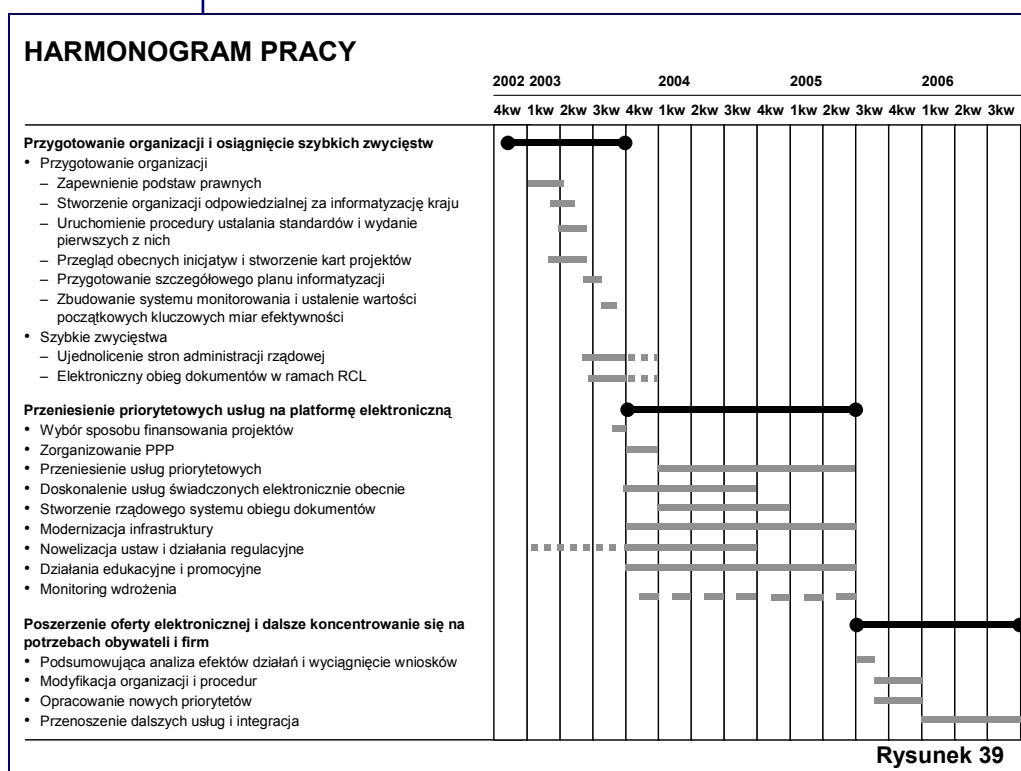 HARMONOGRAM PRACY
2002 2003 2004 2005 2006
4kw 1kw 2kw 3kw 4kw 1kw 2kw 3kw 4kw 1kw 2kw 3kw 4kw 1kw 2kw 3kw
Przygotowanie organizacji i osiągnięcie szybkich zwycięstw
• Przygotowanie organizacji
– Zapewnienie podstaw prawnych
– Stworzenie organizacji odpowiedzialnej za informatyzację kraju
– Uruchomienie procedury ustalania standardów i wydanie
pierwszych z nich
– Przegląd obecnych inicjatyw i stworzenie kart projektów
– Przygotowanie szczegółowego planu informatyzacji
– Zbudowanie systemu monitorowania i ustalenie wartości
początkowych kluczowych miar efektywności
• Szybkie zwycięstwa
– Ujednolicenie stron administracji rządowej
– Elektroniczny obieg dokumentów w ramach RCL
Przeniesienie priorytetowych usług na platformę elektroniczną
• Wybór sposobu finansowania projektów
• Zorganizowanie PPP
• Przeniesienie usług priorytetowych
• Doskonalenie usług świadczonych elektronicznie obecnie
• Stworzenie rządowego systemu obiegu dokumentów
• Modernizacja infrastruktury
• Nowelizacja ustaw i działania regulacyjne
• Działania edukacyjne i promocyjne
• Monitoring wdrożenia
Poszerzenie oferty elektronicznej i dalsze koncentrowanie się na
potrzebach obywateli i firm
• Podsumowująca analiza efektów działań i wyciągnięcie wniosków
• Modyfikacja organizacji i procedur
• Opracowanie nowych priorytetów
• Przenoszenie dalszych usług i integracja
Rysunek 39